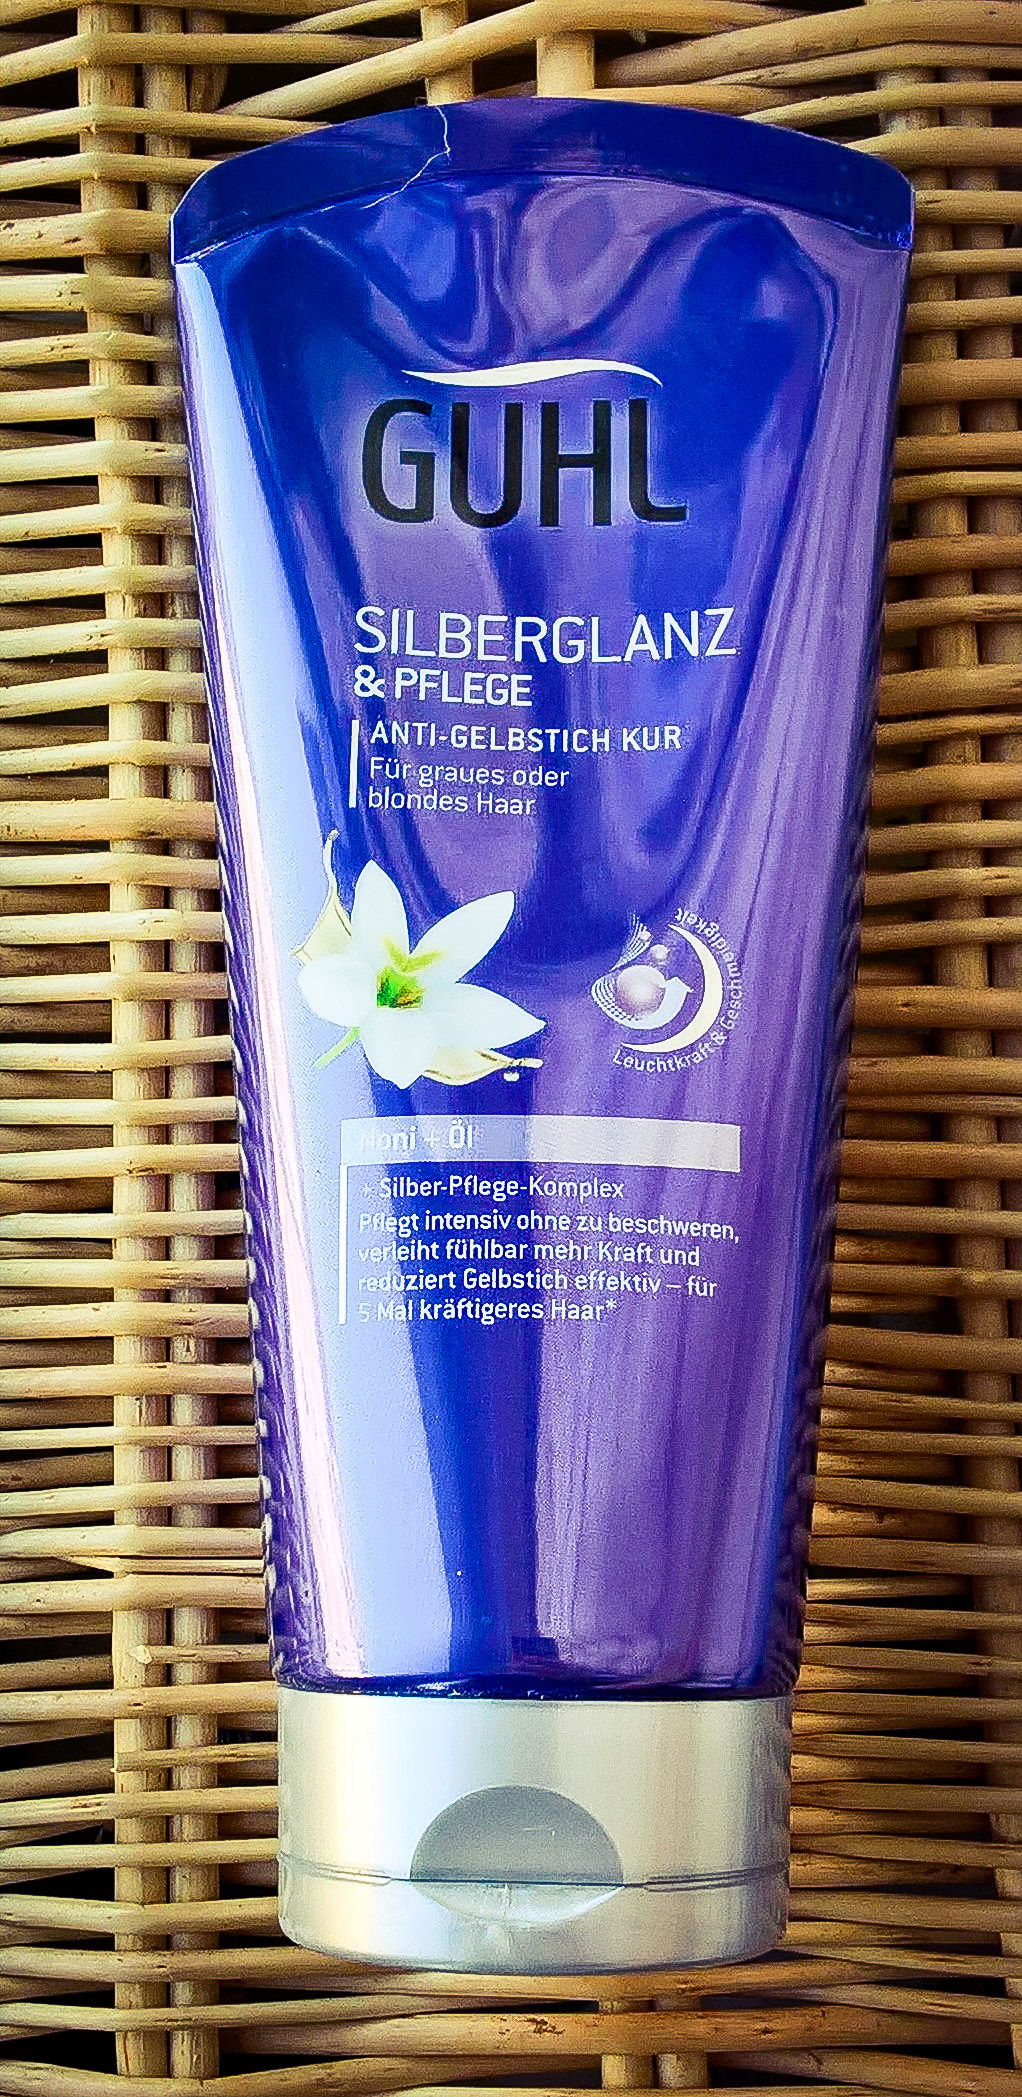 GUHL
SILBERGLANZ
& PFLEGE
ANTI-GELBSTICH KUR
Für graues oder
blondes Haar
Leuchtkraft & Geschmeidigkeit
Noni + Öl
+ Silber-Pflege-Komplex
Pflegt intensiv ohne zu beschweren,
verleiht fühlbar mehr Kraft und
reduziert Gelbstich effektiv – für
5 Mal kräftigeres Haar*